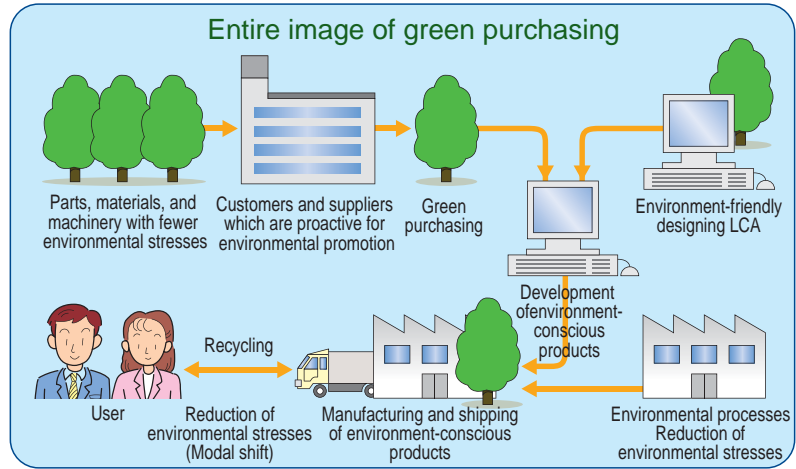 Entire image of green purchasing
Parts, materials, and
machinery with fewer
environmental stresses
Customers and suppliers
which are proactive for
environmental promotion
Green
purchasing
Environment-friendly
designing LCA
Development
ofenvironment-
conscious
products
Recycling
User
Reduction of
environmental stresses
(Modal shift)
Manufacturing and shipping
of environment-conscious
products
Environmental processes
Reduction of
environmental stresses